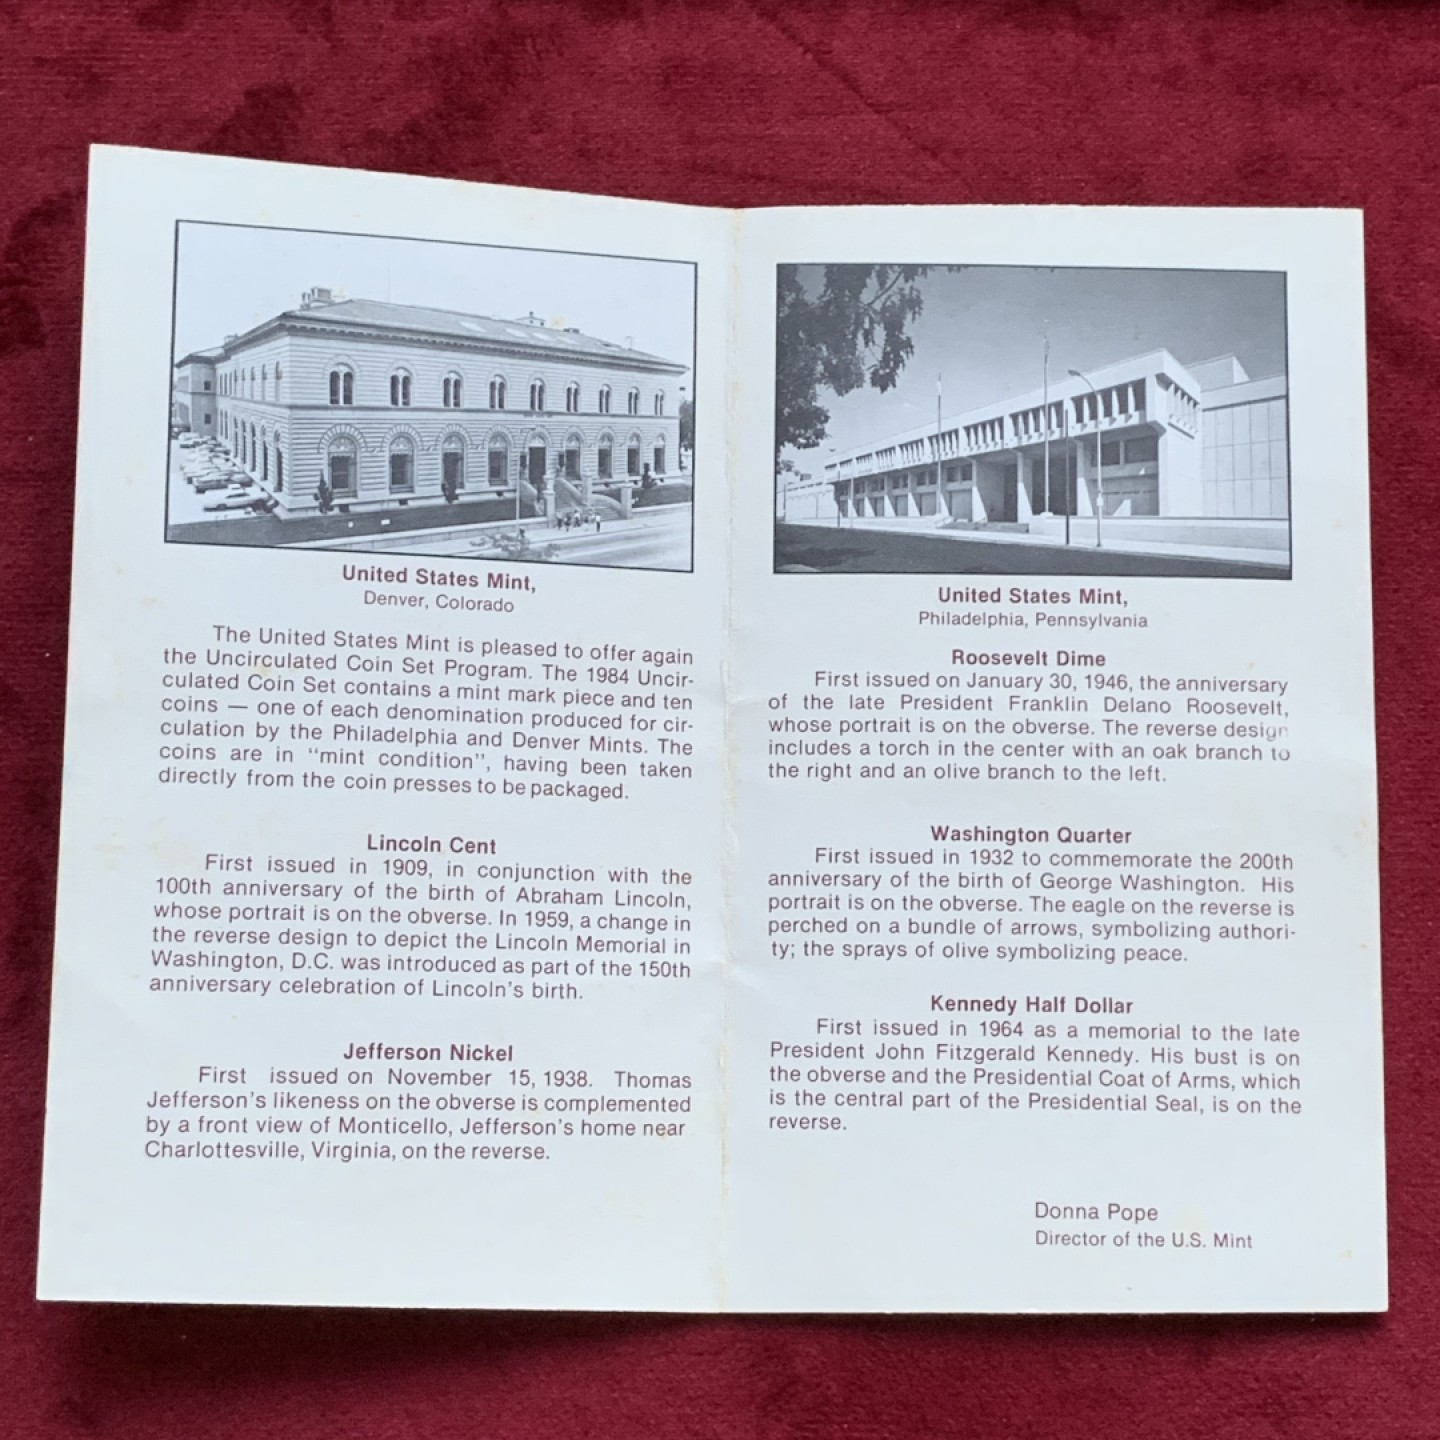 United States Mint,
Denver, Colorado
The United States Mint is pleased to offer again
the Uncirculated Coin Set Program. The 1984 Uncir-
culated Coin Set contains a mint mark piece and ten
coins — one of each denomination produced for cir-
culation by the Philadelphia and Denver Mints. The
coins are in "mint condition", having been taken
directly from the coin presses to be packaged.
Lincoln Cent
First issued in 1909, in conjunction with the
100th anniversary of the birth of Abraham Lincoln,
whose portrait is on the obverse. In 1959, a change in
the reverse design to depict the Lincoln Memorial in
Washington, D.C. was introduced as part of the 150th
anniversary celebration of Lincoln's birth.
Jefferson Nickel
First issued on November 15, 1938. Thomas
Jefferson's likeness on the obverse is complemented
by a front view of Monticello, Jefferson's home near
Charlottesville, Virginia, on the reverse.
United States Mint,
Philadelphia, Pennsylvania
Roosevelt Dime
First issued on January 30, 1946, the anniversary
of the late President Franklin Delano Roosevelt,
whose portrait is on the obverse. The reverse design
includes a torch in the center with an oak branch to
the right and an olive branch to the left.
Washington Quarter
First issued in 1932 to commemorate the 200th
anniversary of the birth of George Washington. His
portrait is on the obverse. The eagle on the reverse is
perched on a bundle of arrows, symbolizing authori-
ty; the sprays of olive symbolizing peace.
Kennedy Half Dollar
First issued in 1964 as a memorial to the late
President John Fitzgerald Kennedy. His bust is on
the obverse and the Presidential Coat of Arms, which
is the central part of the Presidential Seal, is on the
reverse.
Donna Pope
Director of the U.S. Mint